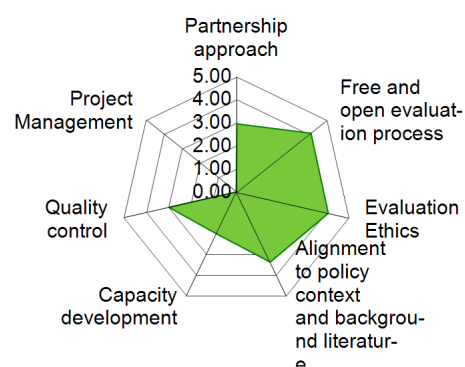 Partnership
approach
5.00
4.00
3.00
2.00
1.00
0.00
Free and
open evaluat-
ion process
Evaluation
Ethics
Alignment
to policy
context
and backgrou-
nd literatur-
e
Capacity
development
Quality
control
Project
Management